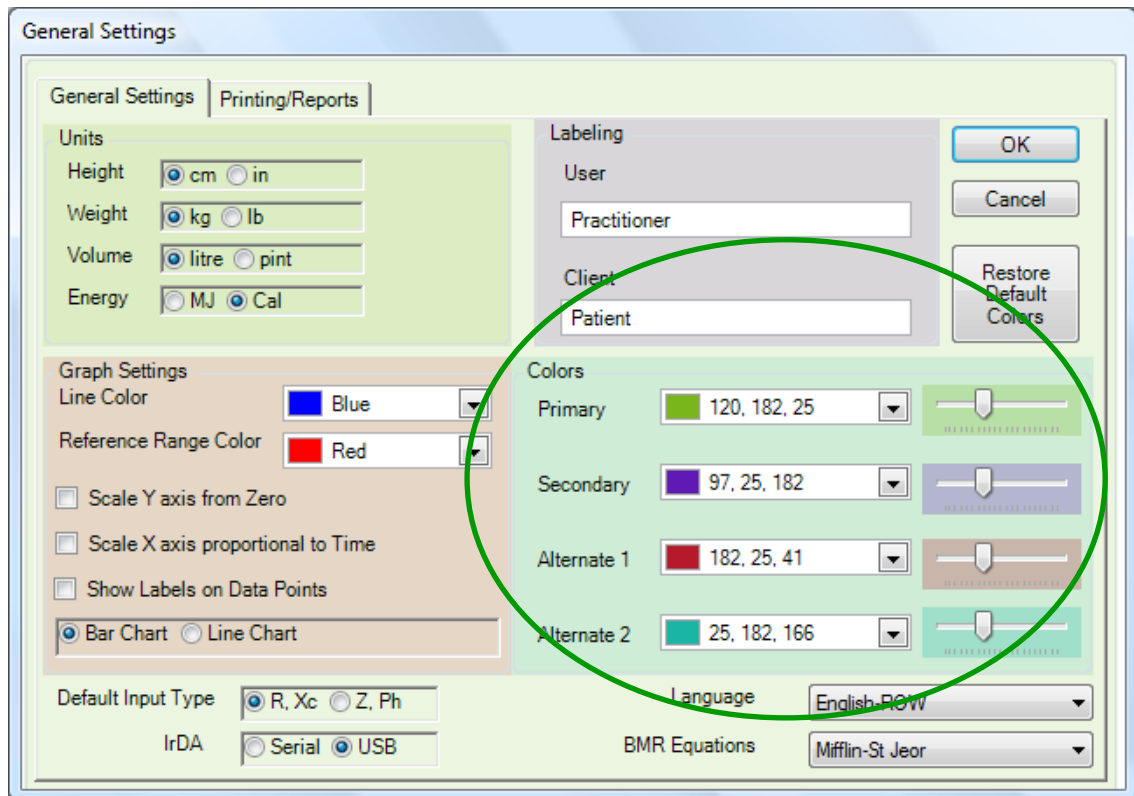 General Settings
General Settings
Printing/Reports
Units
Height
cm in
Weight
kg lb
Volume
litre pint
Energy
MJ Cal
Labeling
User
Practitioner
Client
Patient
OK
Cancel
Restore
Default
Colors
Graph Settings
Line Color
Blue
Reference Range Color
Red
Scale Y axis from Zero
Scale X axis proportional to Time
Show Labels on Data Points
Bar Chart Line Chart
Colors
Primary
120, 182, 25
Secondary
97, 25, 182
Alternate 1
182, 25, 41
Alternate 2
25, 182, 166
Default Input Type
R, Xc Z, Ph
IrDA
Serial USB
Language
English-ROW
BMR Equations
Mifflin-St Jeor